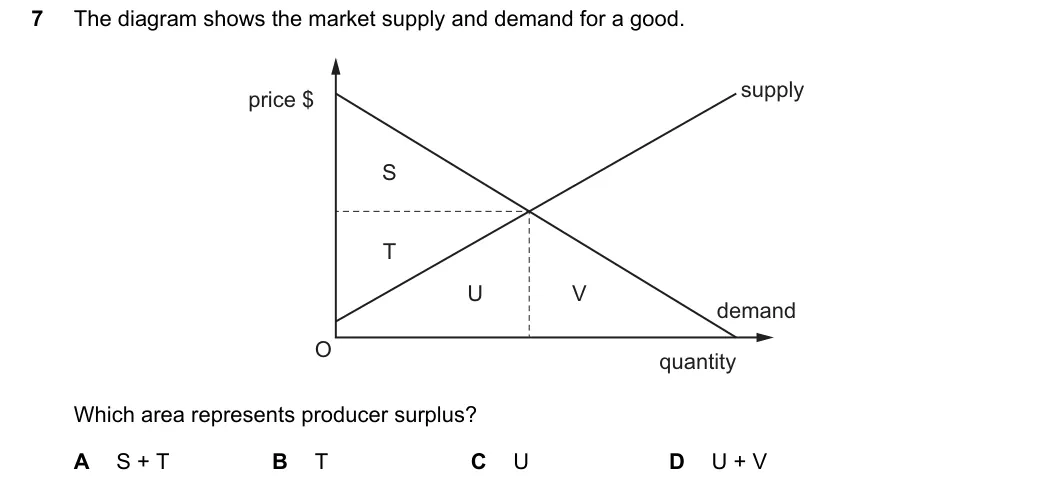 7 The diagram shows the market supply and demand for a good.
price $
supply
S
T
U
V
demand
O
quantity
Which area represents producer surplus?
A S + T B T C U D U + V